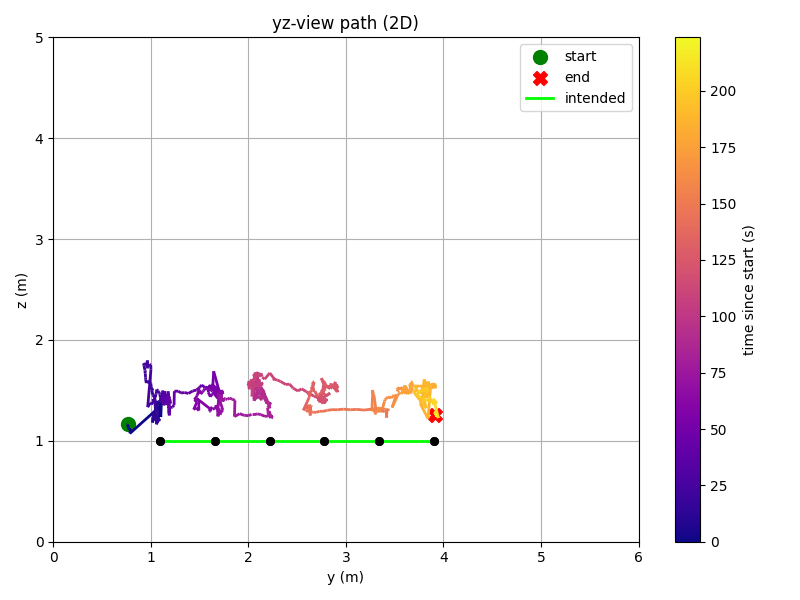 yz-view path (2D)
start
end
intended
5
4
3
2
1
0
z (m)
0 1 2 3 4 5 6
y (m)
200
175
150
125
100
75
50
25
0
time since start (s)